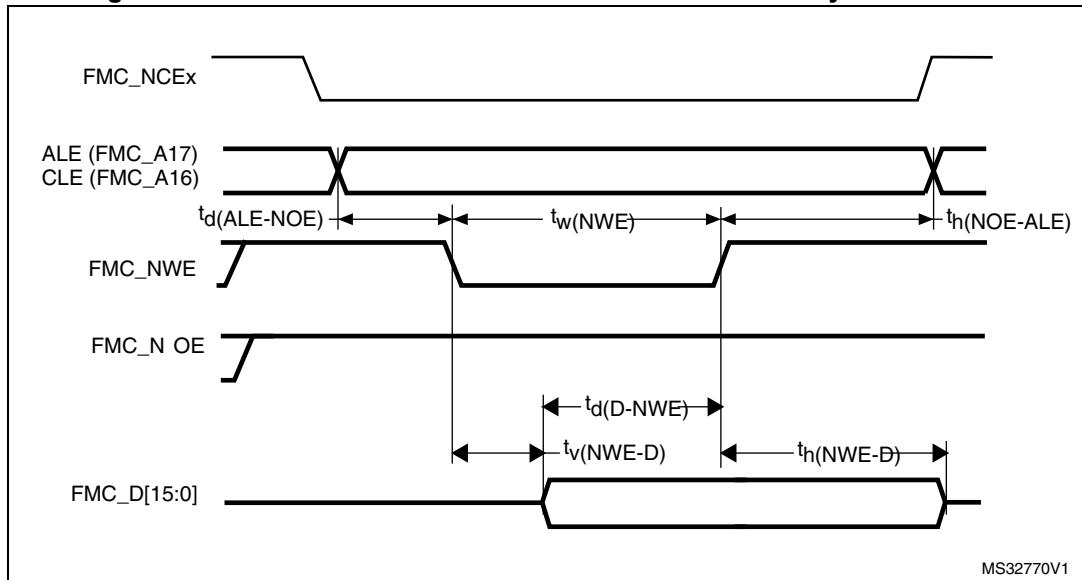 FMC_NCEx
ALE (FMC_A17)
CLE (FMC_A16)
td(ALE-NOE)
tw(NWE)
th(NOE-ALE)
FMC_NWE
FMC_N OE
td(D-NWE)
tv(NWE-D)
th(NWE-D)
FMC_D[15:0]
MS32770V1